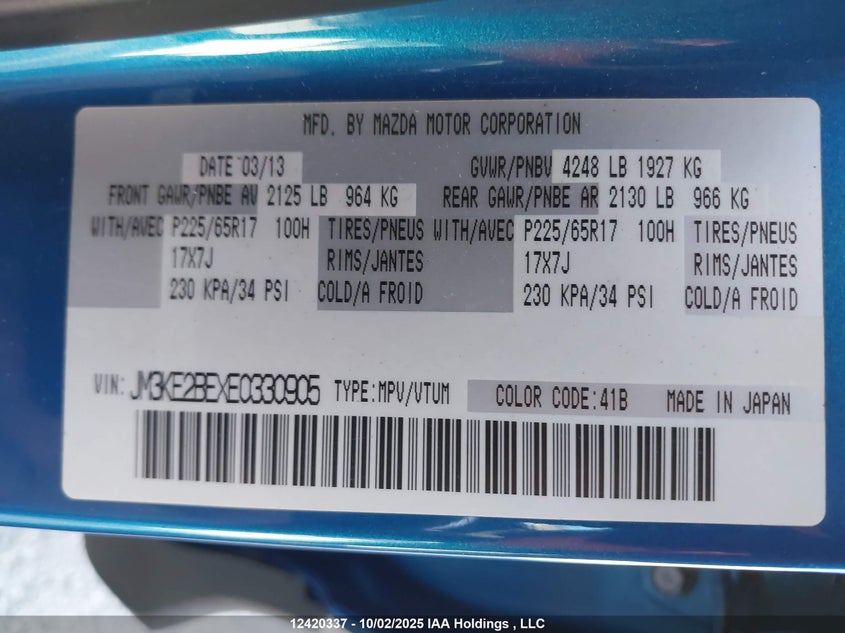 MFD. BY MAZDA MOTOR CORPORATION
DATE 03/13 GVWR/PNBV 4248 LB 1927 KG
FRONT GAWR/PNBE AV 2125 LB 964 KG REAR GAWR/PNBE AR 2130 LB 966 KG
WITH/AVEC P225/65R17 100H TIRES/PNEUS WITH/AVEC P225/65R17 100H TIRES/PNEUS
17X7J RIMS/JANTES 17X7J RIMS/JANTES
230 KPA/34 PSI COLD/A FROID 230 KPA/34 PSI COLD/A FROID
VIN: JM3KE2BEXE0330905 TYPE:MPV/VTUM COLOR CODE:41B MADE IN JAPAN
12420337 - 10/02/2025 IAA Holdings , LLC